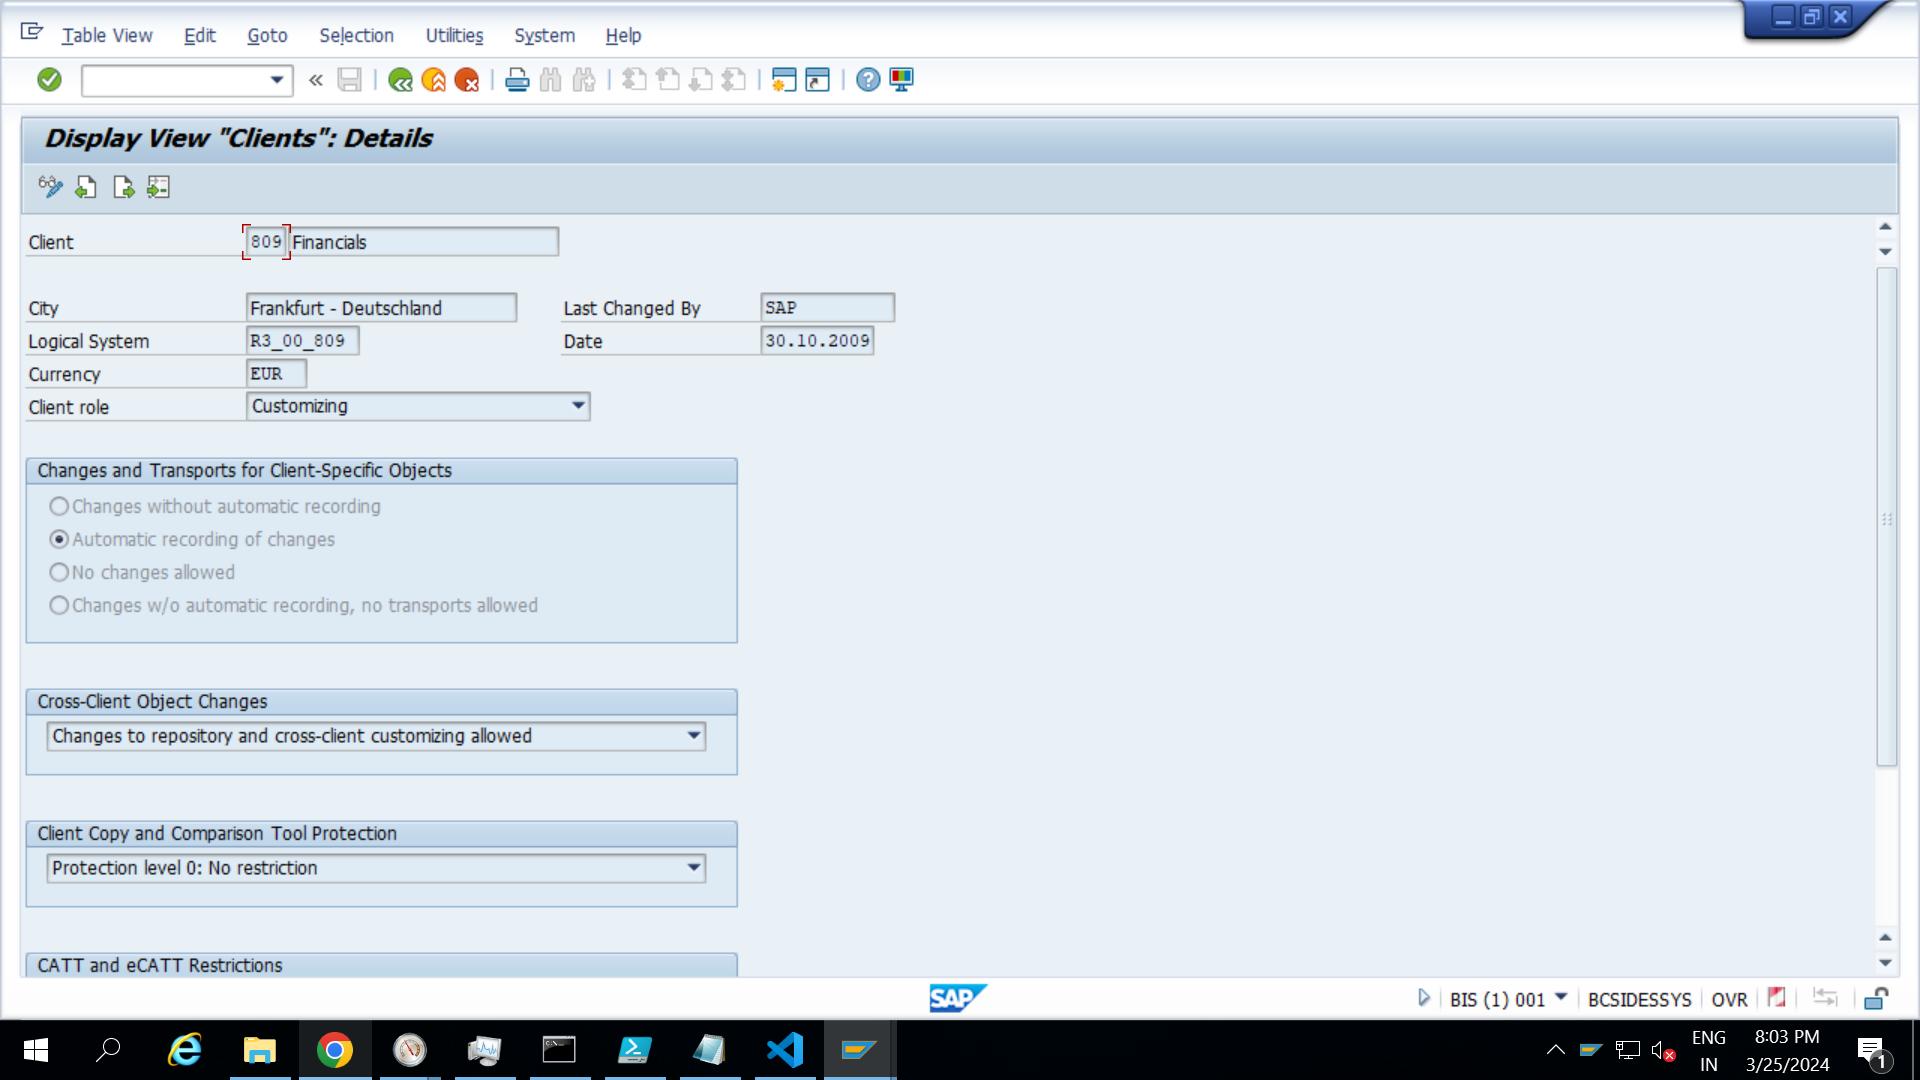 Table View Edit Goto Selection Utilities System Help
Display View "Clients": Details
Client 809 Financials
City Frankfurt - Deutschland Last Changed By SAP
Logical System R3_00_809 Date 30.10.2009
Currency EUR
Client role Customizing
Changes and Transports for Client-Specific Objects
Changes without automatic recording
Automatic recording of changes
No changes allowed
Changes w/o automatic recording, no transports allowed
Cross-Client Object Changes
Changes to repository and cross-client customizing allowed
Client Copy and Comparison Tool Protection
Protection level 0: No restriction
CATT and eCATT Restrictions
SAP BIS (1) 001 BCSIDESSYS OVR
ENG 8:03 PM
IN 3/25/2024 1